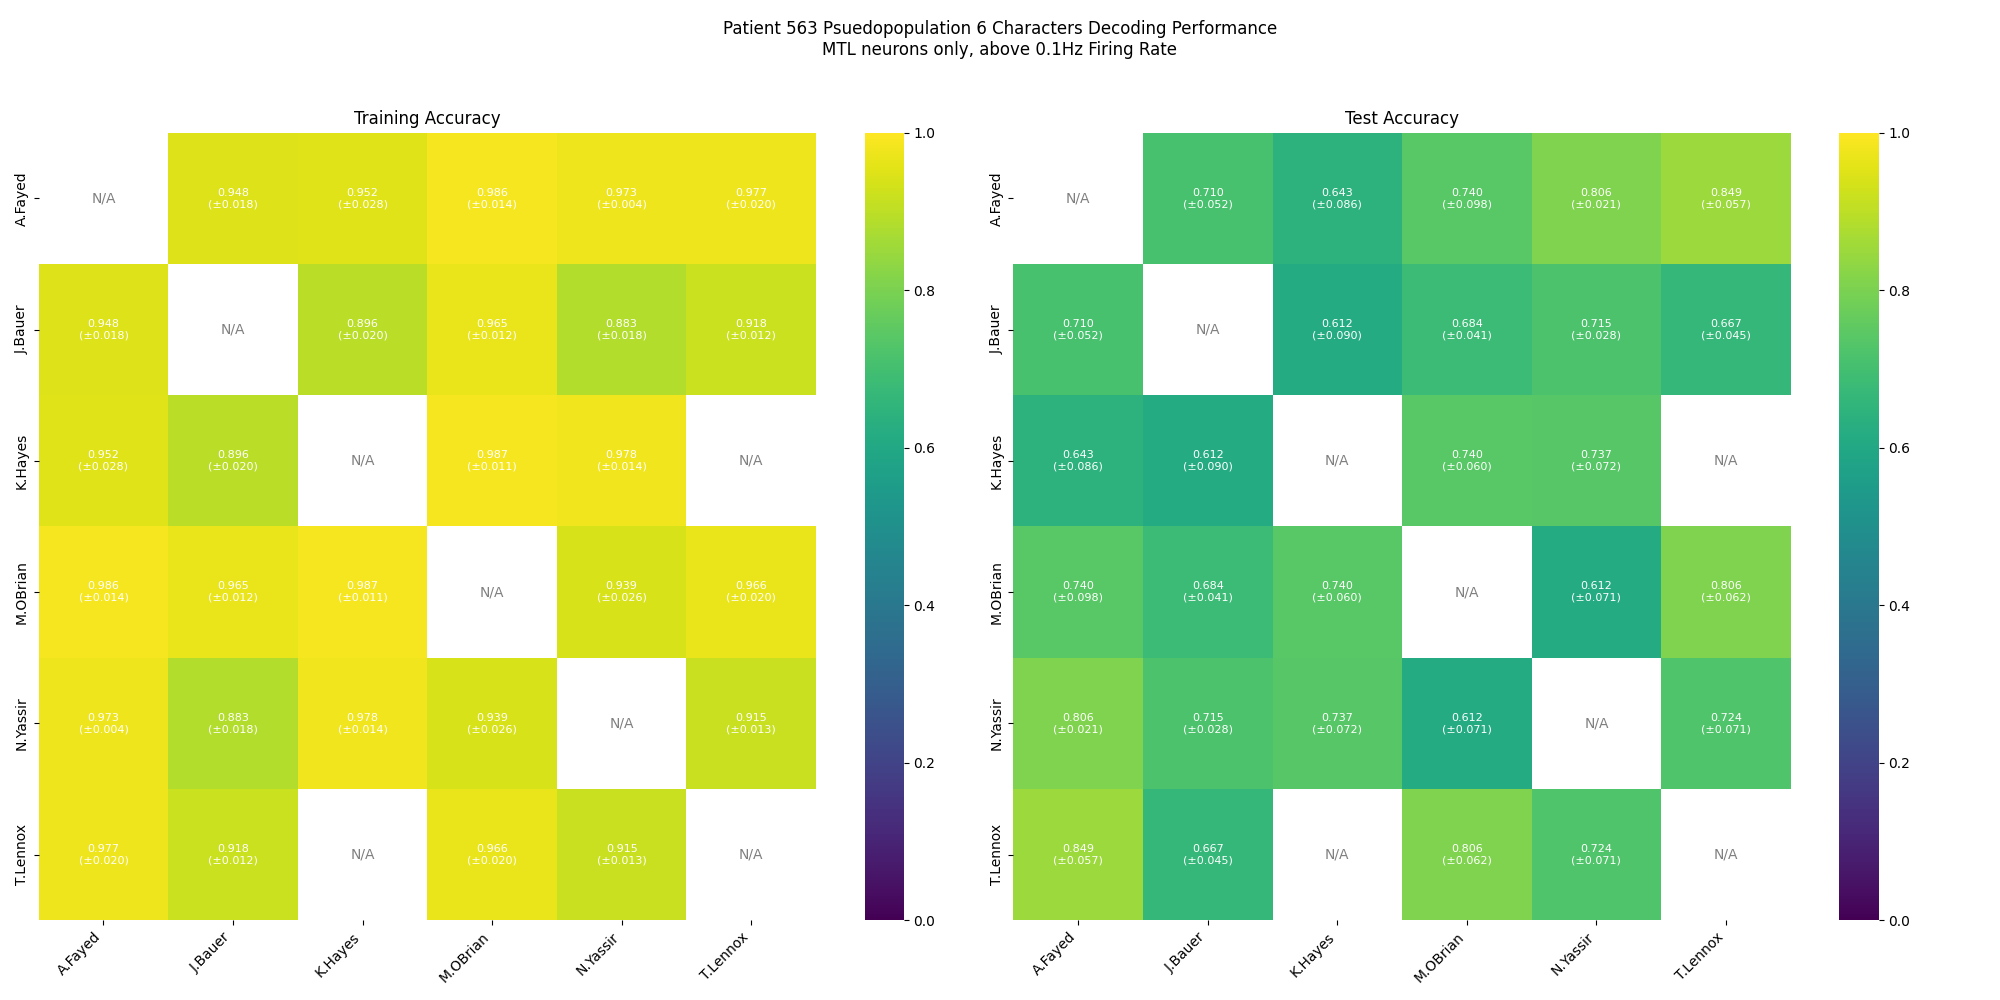 Patient 563 Psuedopopulation 6 Characters Decoding Performance
MTL neurons only, above 0.1Hz Firing Rate
Training Accuracy
A.Fayed
N/A
0.948
(±0.018)
0.952
(±0.028)
0.986
(±0.014)
0.973
(±0.004)
0.977
(±0.020)
J.Bauer
0.948
(±0.018)
N/A
0.896
(±0.020)
0.965
(±0.012)
0.883
(±0.018)
0.918
(±0.012)
K.Hayes
0.952
(±0.028)
0.896
(±0.020)
N/A
0.987
(±0.011)
0.978
(±0.014)
N/A
M.OBrian
0.986
(±0.014)
0.965
(±0.012)
0.987
(±0.011)
N/A
0.939
(±0.026)
0.966
(±0.020)
N.Yassir
0.973
(±0.004)
0.883
(±0.018)
0.978
(±0.014)
0.939
(±0.026)
N/A
0.915
(±0.013)
T.Lennox
0.977
(±0.020)
0.918
(±0.012)
N/A
0.966
(±0.020)
0.915
(±0.013)
N/A
A.Fayed
J.Bauer
K.Hayes
M.OBrian
N.Yassir
T.Lennox
1.0
0.8
0.6
0.4
0.2
0.0
Test Accuracy
A.Fayed
N/A
0.710
(±0.052)
0.643
(±0.086)
0.740
(±0.098)
0.806
(±0.021)
0.849
(±0.057)
J.Bauer
0.710
(±0.052)
N/A
0.612
(±0.090)
0.684
(±0.041)
0.715
(±0.028)
0.667
(±0.045)
K.Hayes
0.643
(±0.086)
0.612
(±0.090)
N/A
0.740
(±0.060)
0.737
(±0.072)
N/A
M.OBrian
0.740
(±0.098)
0.684
(±0.041)
0.740
(±0.060)
N/A
0.612
(±0.071)
0.806
(±0.062)
N.Yassir
0.806
(±0.021)
0.715
(±0.028)
0.737
(±0.072)
0.612
(±0.071)
N/A
0.724
(±0.071)
T.Lennox
0.849
(±0.057)
0.667
(±0.045)
N/A
0.806
(±0.062)
0.724
(±0.071)
N/A
A.Fayed
J.Bauer
K.Hayes
M.OBrian
N.Yassir
T.Lennox
1.0
0.8
0.6
0.4
0.2
0.0